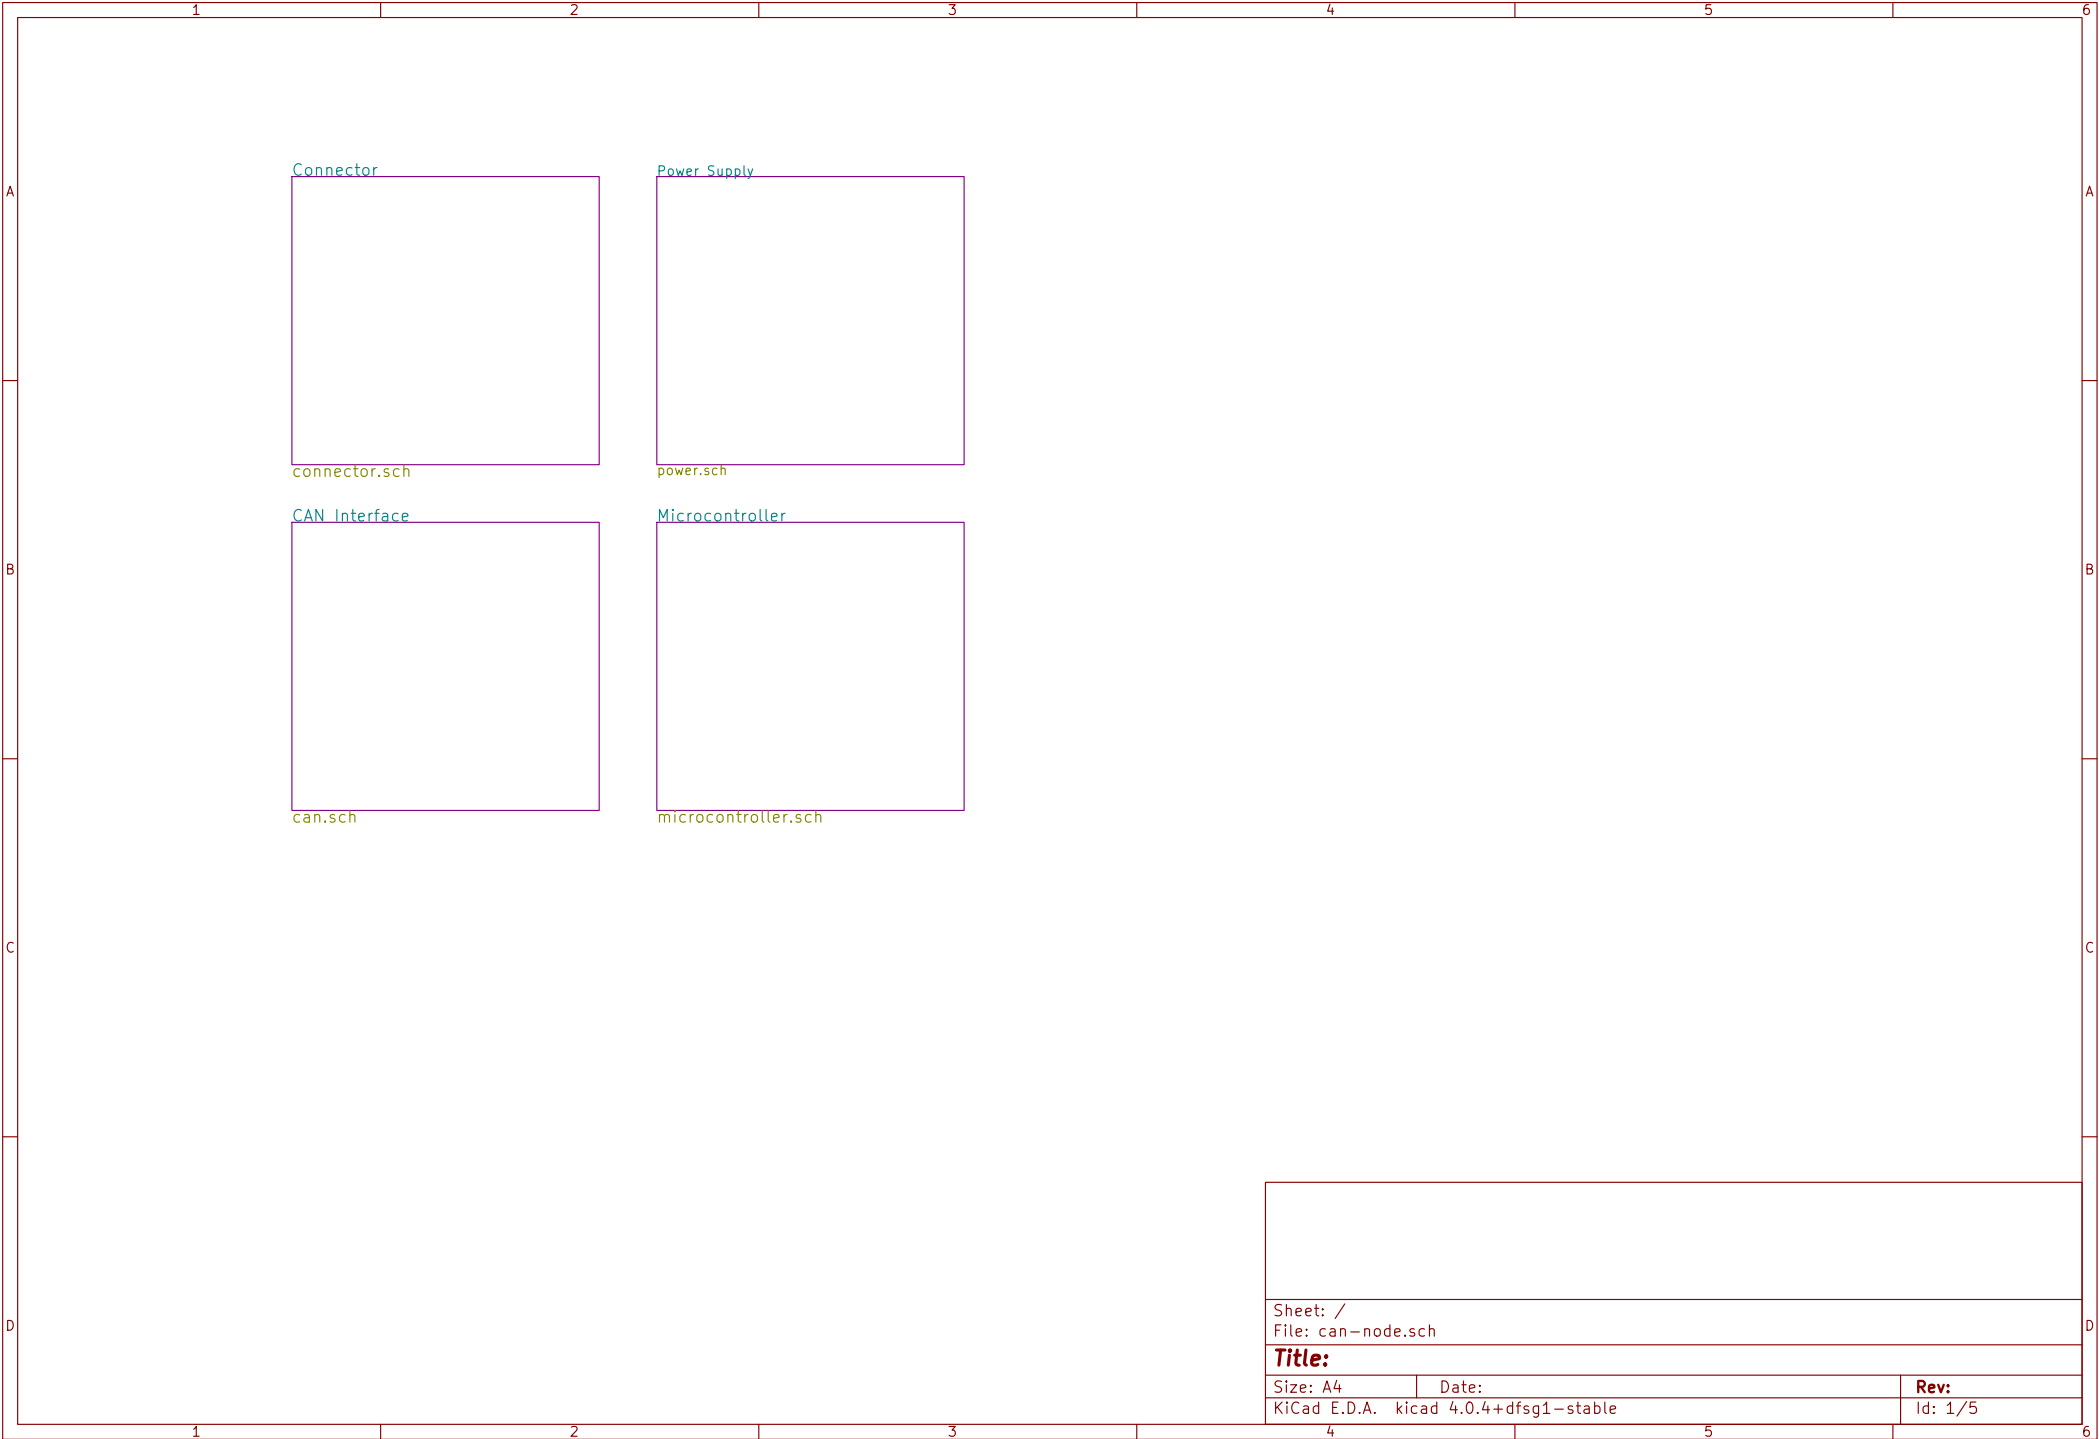 1 2 3 4 5 6
Connector Power Supply
A A
connector.sch power.sch
CAN Interface Microcontroller
B B
can.sch microcontroller.sch
C C
Sheet: /
File: can-node.sch
D D
Title:
Size: A4 Date: Rev:
KiCad E.D.A. kicad 4.0.4+dfsg1-stable Id: 1/5
1 2 3 4 5 6